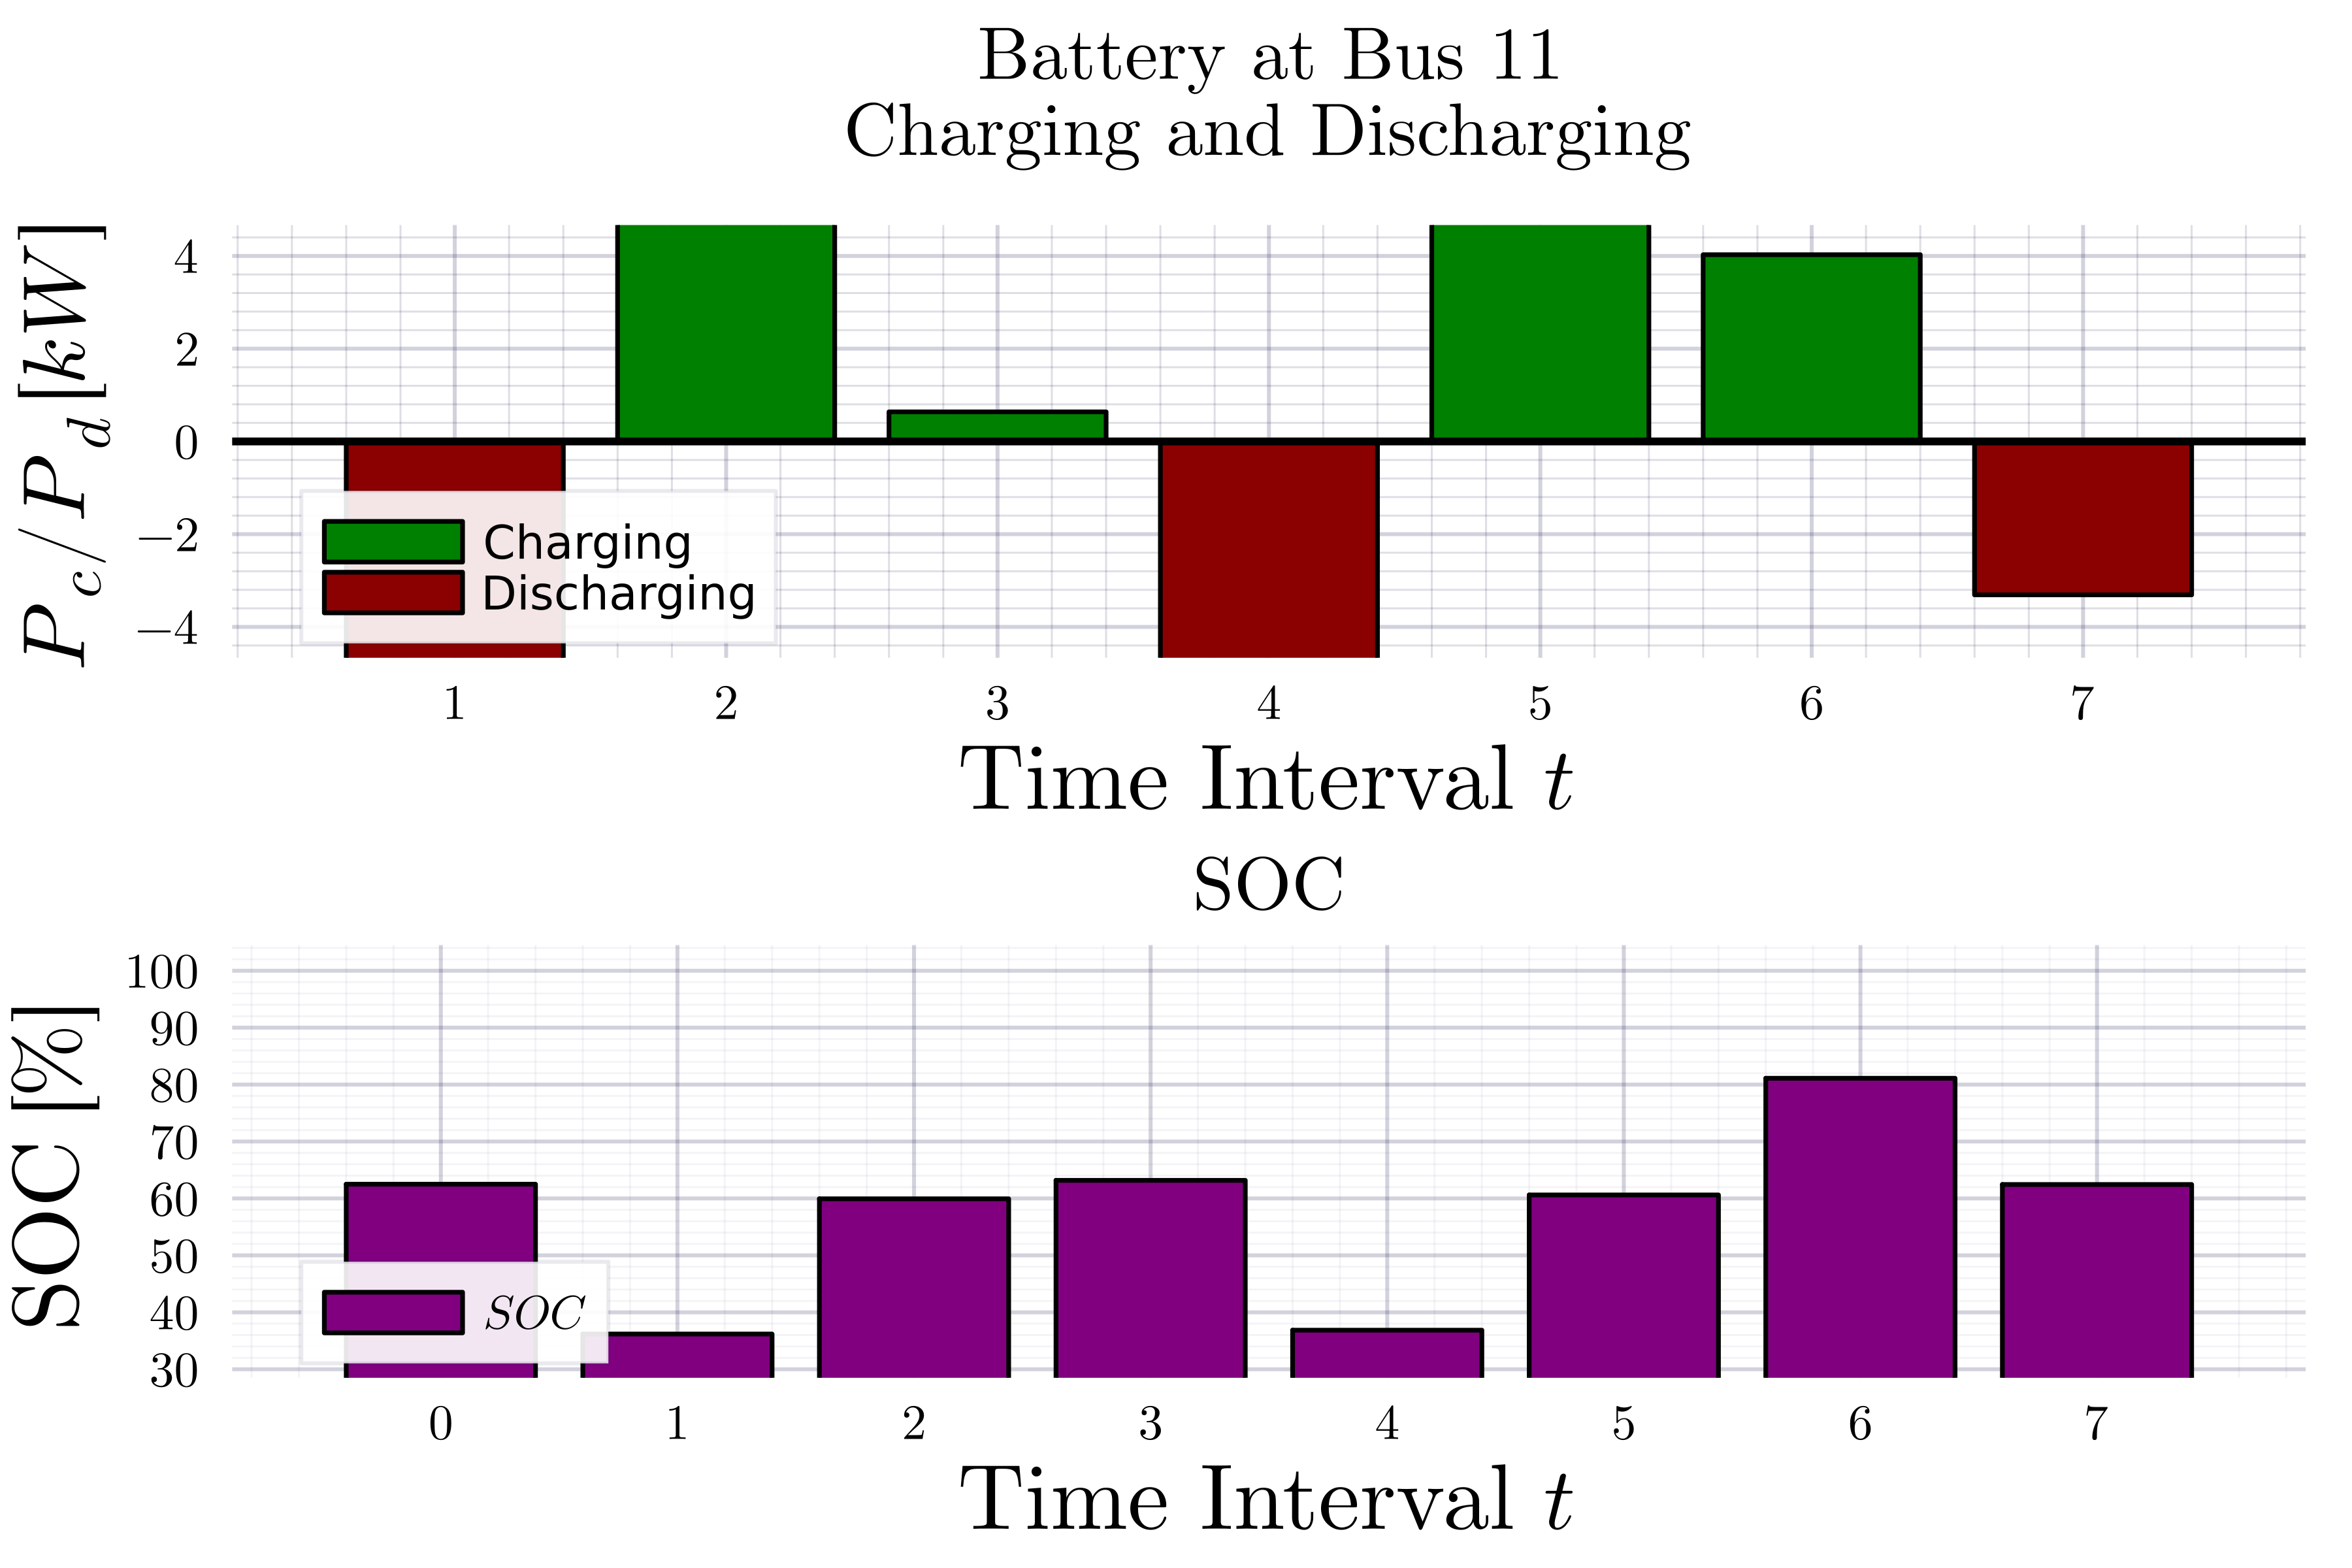 Battery at Bus 11
Charging and Discharging
P_c/P_d [kW]
4
2
0
−2
−4
Charging
Discharging
1 2 3 4 5 6 7
Time Interval t
SOC
SOC [%]
100
90
80
70
60
50
40
30
SOC
0 1 2 3 4 5 6 7
Time Interval t